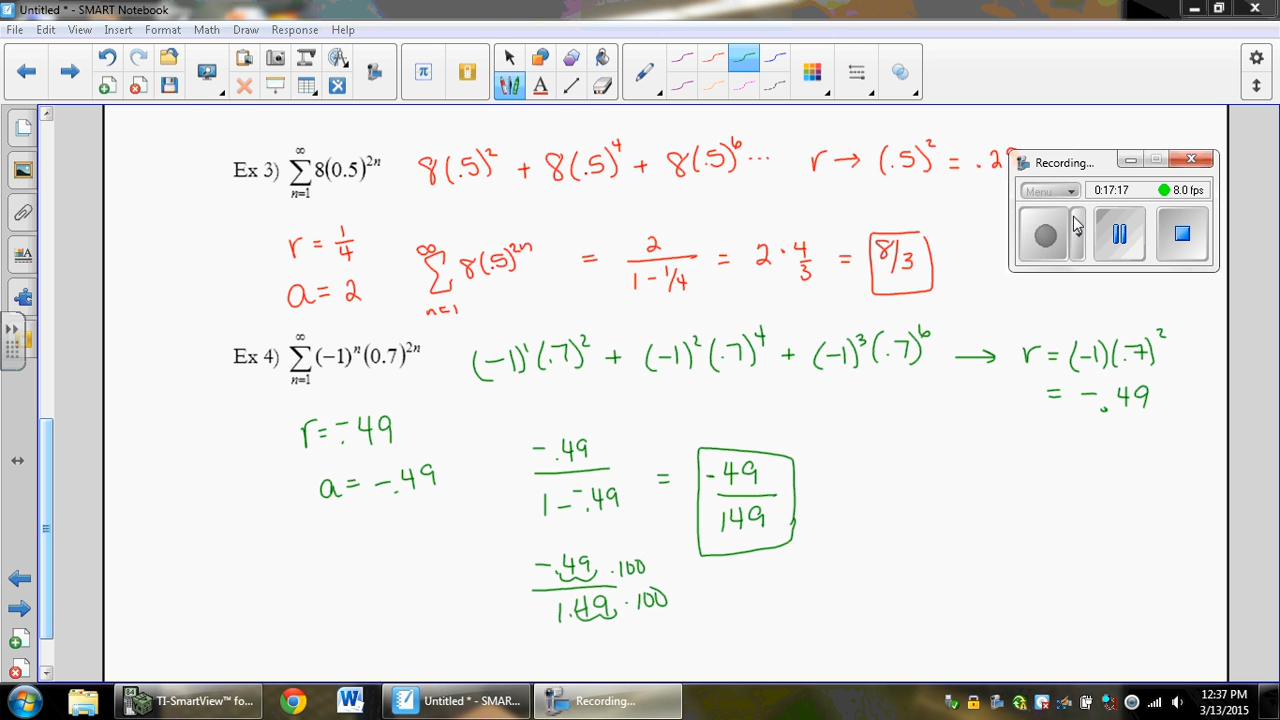 Untitled * - SMART Notebook
File Edit View Insert Format Math Draw Response Help
Ex 3) ∞ ∑ n=1 8(0.5)^2n 8(.5)^2 + 8(.5)^4 + 8(.5)^6 ... r → (.5)^2 = .2
Recording...
Menu 0:17:17 8.0 fps
r = 1/4
a = 2
∞ ∑ n=1 8(.5)^2n = 2/(1 - 1/4) = 2 · 4/3 = 8/3
Ex 4) ∞ ∑ n=1 (−1)^n (0.7)^2n (-1)^1 (.7)^2 + (-1)^2 (.7)^4 + (-1)^3 (.7)^6 → r = (-1)(.7)^2
= -.49
r = -.49
a = -.49
-.49/(1 - -.49) = -49/149
-.49 · 100
1.49 · 100
TI-SmartView™ fo... Untitled * - SMAR... Recording... 12:37 PM
3/13/2015